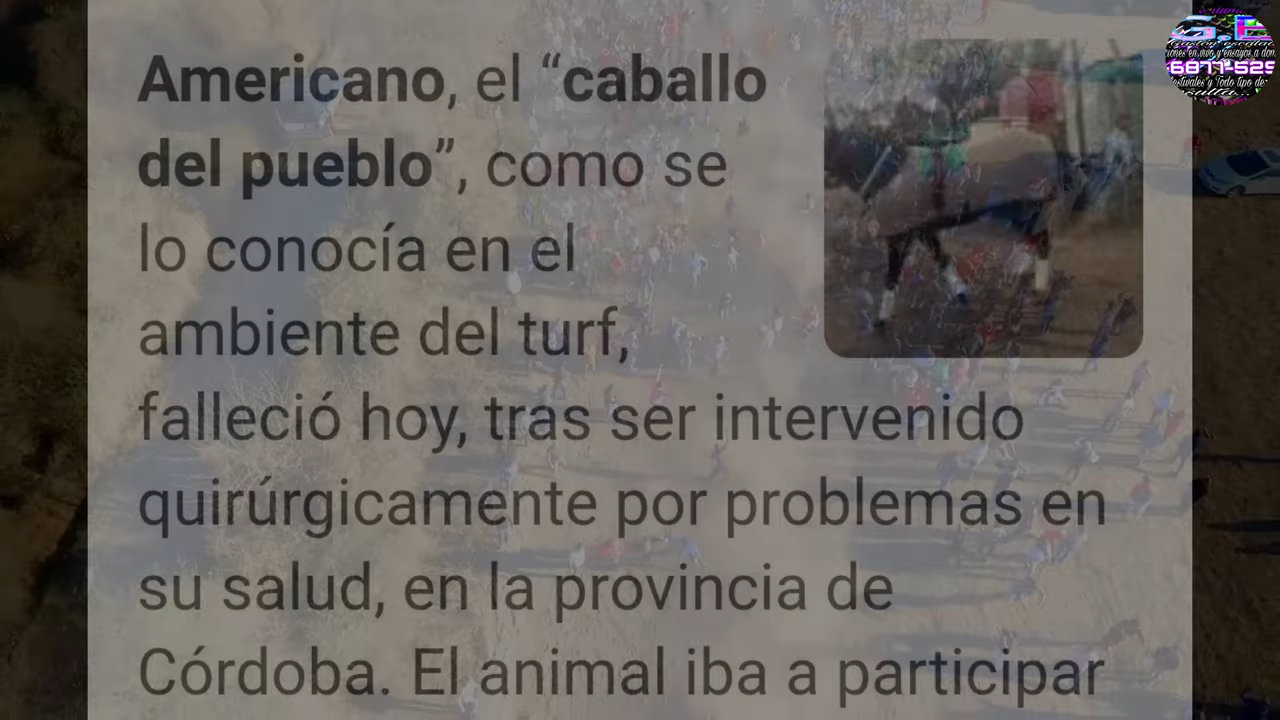 Americano, el “caballo
del pueblo”, como se
lo conocía en el
ambiente del turf,
falleció hoy, tras ser intervenido
quirúrgicamente por problemas en
su salud, en la provincia de
Córdoba. El animal iba a participar
G.E